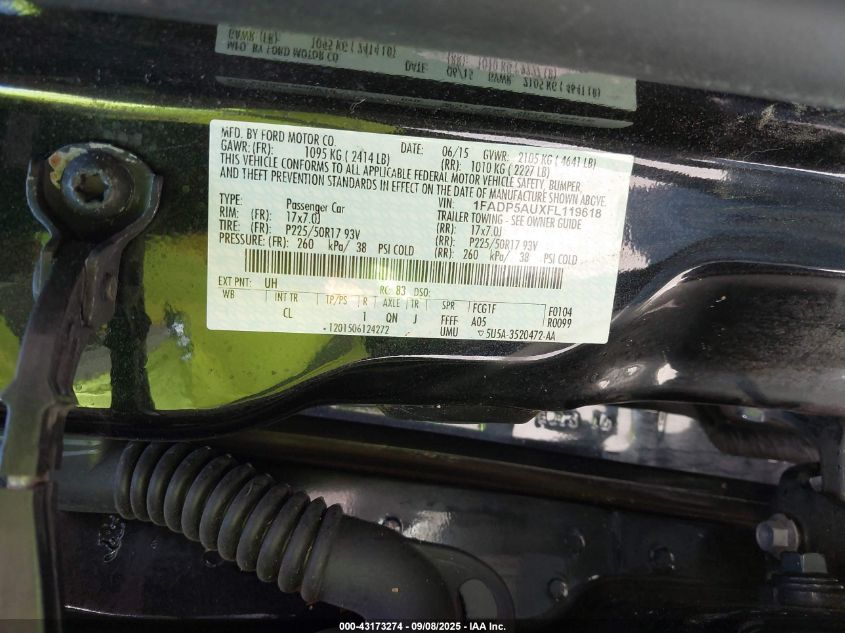 MFD. BY FORD MOTOR CO. DATE: 06/15 GVWR: 2105 KG ( 4641 LB)
GAWR: (FR): 1095 KG ( 2414 LB) (RR): 1010 KG ( 2227 LB)
THIS VEHICLE CONFORMS TO ALL APPLICABLE FEDERAL MOTOR VEHICLE SAFETY, BUMPER,
AND THEFT PREVENTION STANDARDS IN EFFECT ON THE DATE OF MANUFACTURE SHOWN ABOVE.
VIN: 1FADP5AUXFL119618
TYPE: Passenger Car TRAILER TOWING - SEE OWNER GUIDE
RIM: (FR): 17x7.0J (RR): 17x7.0J
TIRE: (FR): P225/50R17 93V (RR): P225/50R17 93V
PRESSURE: (FR): 260 kPa/ 38 PSI COLD (RR): 260 kPa/ 38 PSI COLD
EXT PNT: UH RC: 83 DSO:
WB INT TR TP/PS R AXLE TR SPR FCG1F F0104
CL 1 QN J FFFF A05 R0099
UMU
1201506124272 5U5A-3520472-AA
000-43173274 - 09/08/2025 - IAA Inc.